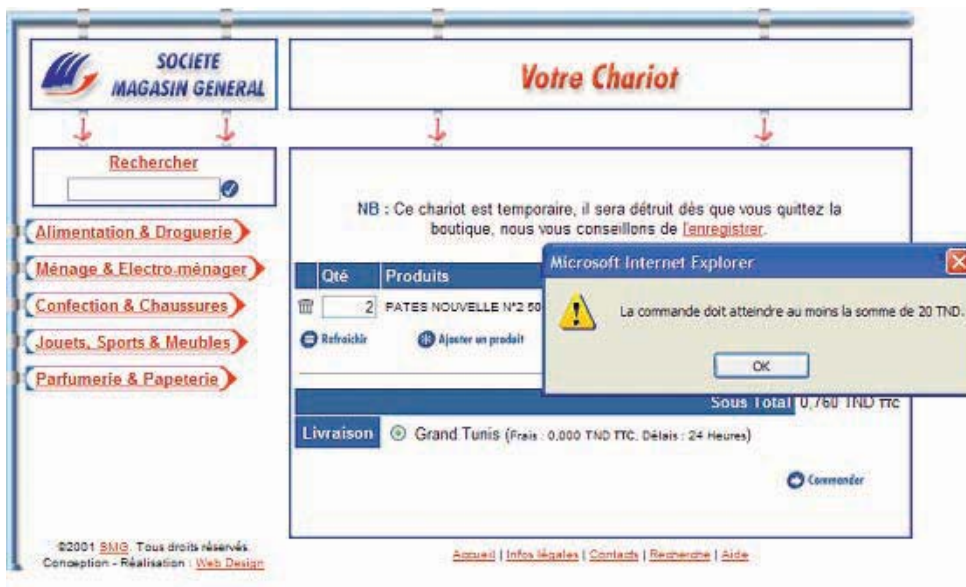 SOCIETE
MAGASIN GENERAL
Votre Chariot
Rechercher
Alimentation & Droguerie
Ménage & Electro-ménager
Confection & Chaussures
Jouets, Sports & Meubles
Parfumerie & Papeterie
NB : Ce chariot est temporaire, il sera détruit dès que vous quittez la
boutique, nous vous conseillons de l'enregistrer.
Qté Produits
2 PATES NOUVELLE N°2 50
Rafraichir Ajouter un produit
Microsoft Internet Explorer
La commande doit atteindre au moins la somme de 20 TND.
OK
Sous Total 0,760 TND TTC
Livraison Grand Tunis (Frais : 0,000 TND TTC, Délais : 24 Heures)
Commander
©2001 SMG. Tous droits réservés.
Conception - Réalisation : Web Design
Accueil | Infos légales | Contacts | Recherche | Aide